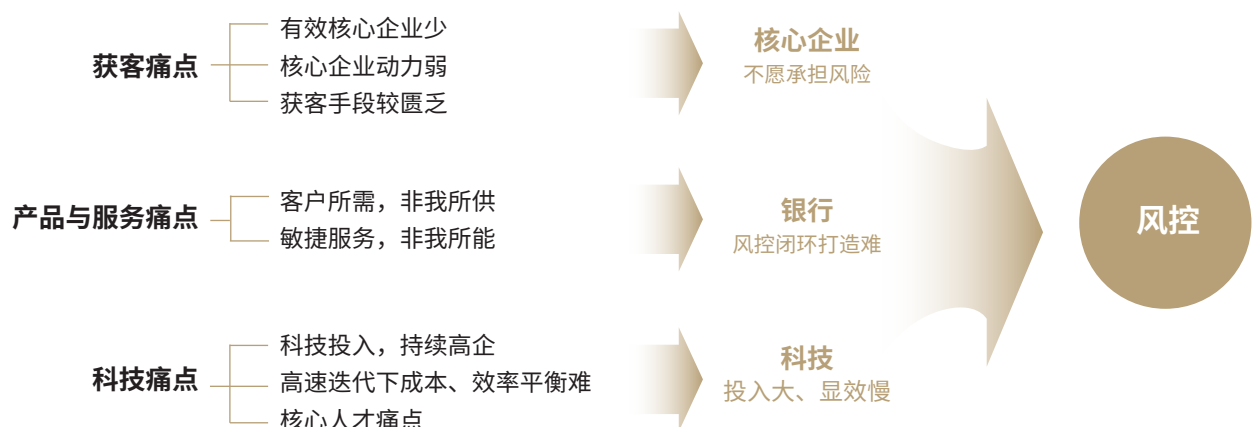 获客痛点
有效核心企业少
核心企业动力弱
获客手段较匮乏
核心企业
不愿承担风险
产品与服务痛点
客户所需，非我所供
敏捷服务，非我所能
银行
风控闭环打造难
风控
科技痛点
科技投入，持续高企
高速迭代下成本、效率平衡难
核心人才痛点
科技
投入大、显效慢